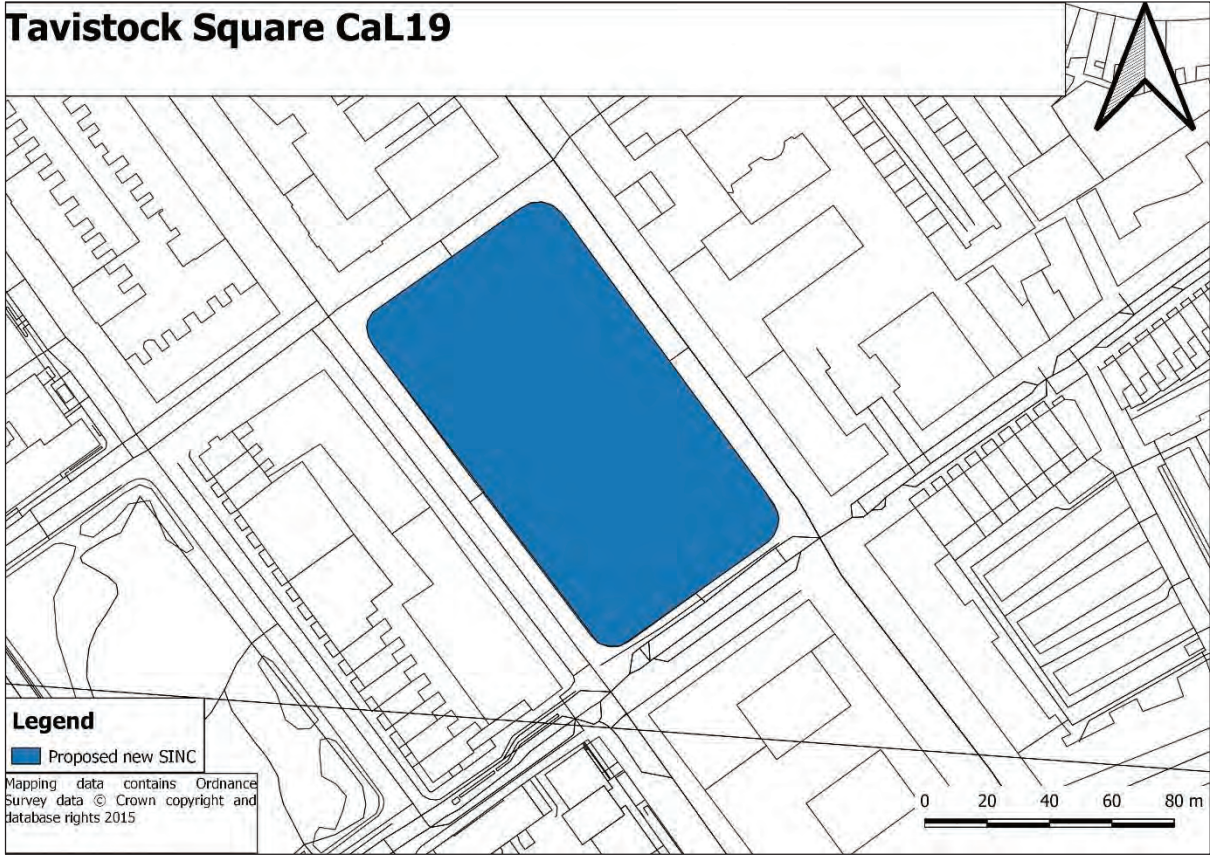 Tavistock Square CaL19
Legend
Proposed new SINC
Mapping data contains Ordnance
Survey data © Crown copyright and
database rights 2015
0 20 40 60 80 m